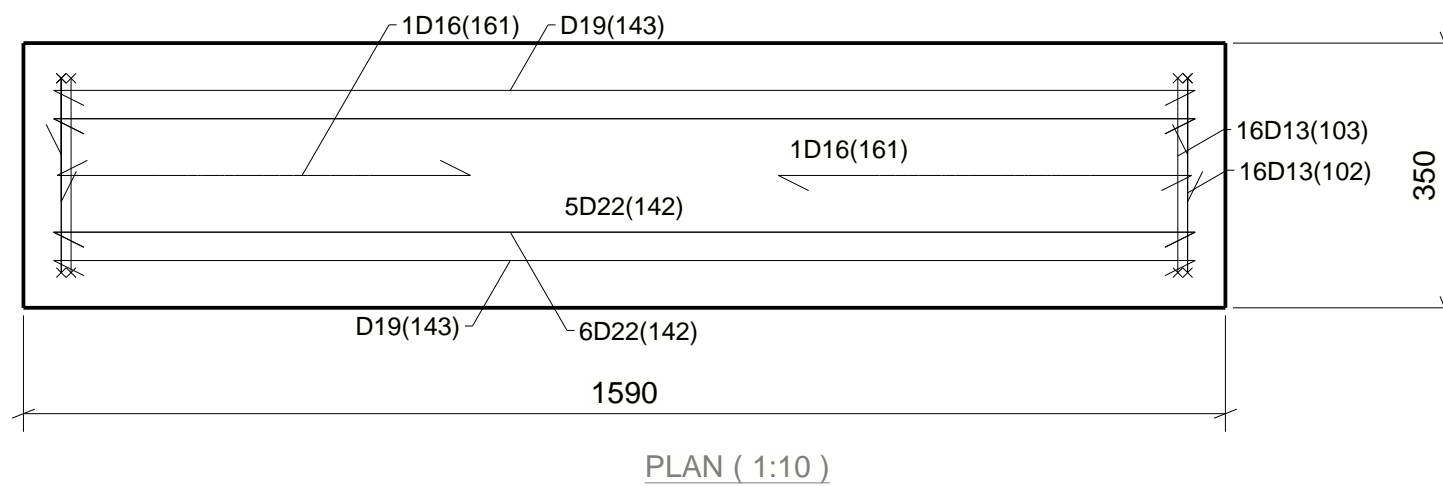 1D16(161)
D19(143)
1D16(161)
16D13(103)
16D13(102)
350
5D22(142)
D19(143)
6D22(142)
1590
PLAN ( 1:10 )